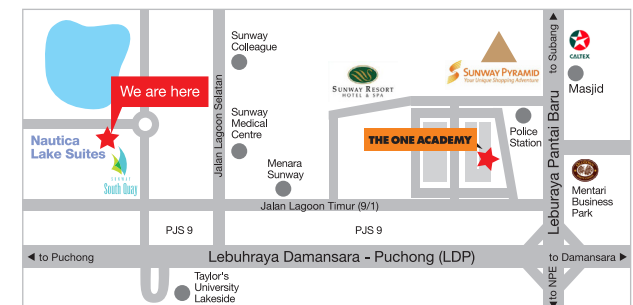 We are here
Nautica
Lake Suites
SUNWAY
South Quay
Jalan Lagoon Selatan
Sunway
Colleague
Sunway
Medical
Centre
Menara
Sunway
SUNWAY RESORT
HOTEL & SPA
SUNWAY PYRAMID
Your Unique Shopping Adventure
THE ONE ACADEMY
Police
Station
to Subang
Leburaya Pantai Baru
to NPE
CALTEX
Masjid
Mentari
Business
Park
Jalan Lagoon Timur (9/1)
PJS 9
PJS 9
to Puchong
Lebuhraya Damansara - Puchong (LDP)
to Damansara
Taylor's
University
Lakeside